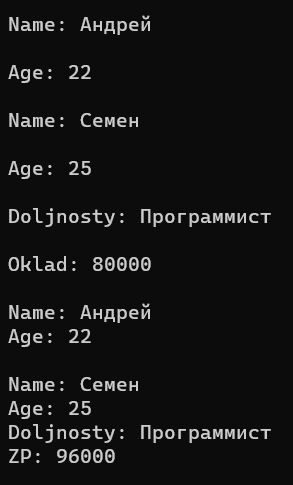 Name: Андрей
Age: 22
Name: Семен
Age: 25
Doljnosty: Программист
Oklad: 80000
Name: Андрей
Age: 22
Name: Семен
Age: 25
Doljnosty: Программист
ZP: 96000